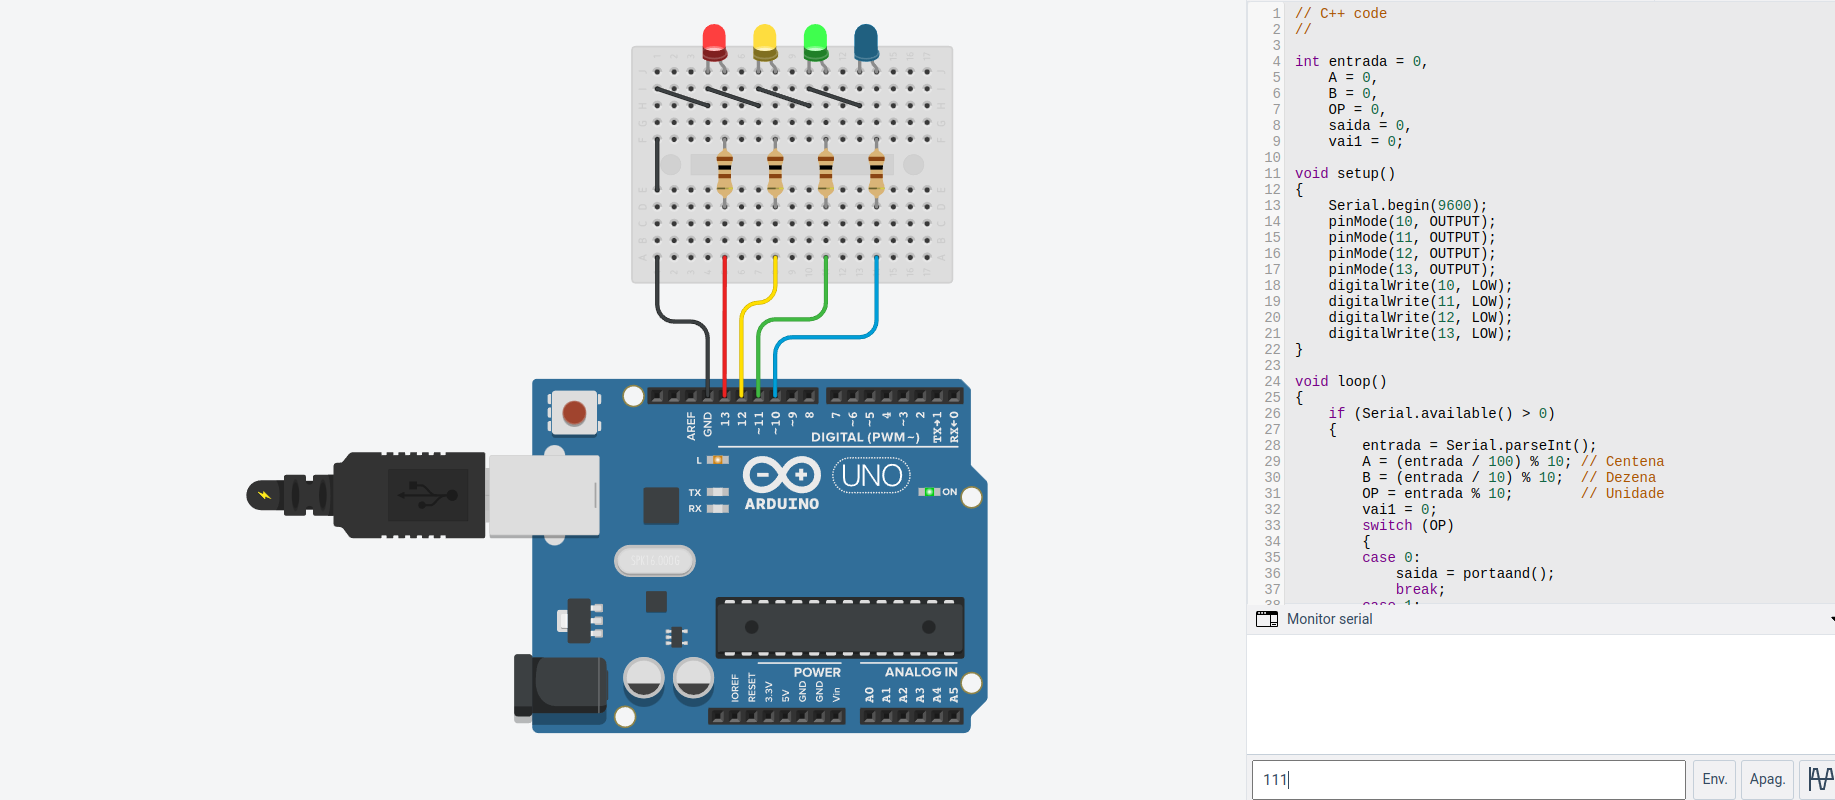 AREF
GND
13
12
~11
~10
~9
8
7
~6
~5
4
~3
2
TX→1
RX←0
DIGITAL (PWM~)
L
TX
RX
ARDUINO
UNO
ON
POWER
ANALOG IN
IOREF
RESET
3.3V
5V
GND
GND
Vin
A0
A1
A2
A3
A4
A5
1 // C++ code
2 //
3
4 int entrada = 0,
5     A = 0,
6     B = 0,
7     OP = 0,
8     saida = 0,
9     vai1 = 0;
10
11 void setup()
12 {
13     Serial.begin(9600);
14     pinMode(10, OUTPUT);
15     pinMode(11, OUTPUT);
16     pinMode(12, OUTPUT);
17     pinMode(13, OUTPUT);
18     digitalWrite(10, LOW);
19     digitalWrite(11, LOW);
20     digitalWrite(12, LOW);
21     digitalWrite(13, LOW);
22 }
23
24 void loop()
25 {
26     if (Serial.available() > 0)
27     {
28         entrada = Serial.parseInt();
29         A = (entrada / 100) % 10; // Centena
30         B = (entrada / 10) % 10;  // Dezena
31         OP = entrada % 10;        // Unidade
32         vai1 = 0;
33         switch (OP)
34         {
35         case 0:
36             saida = portaand();
37             break;
38         case 1:
Monitor serial
111
Env.
Apag.